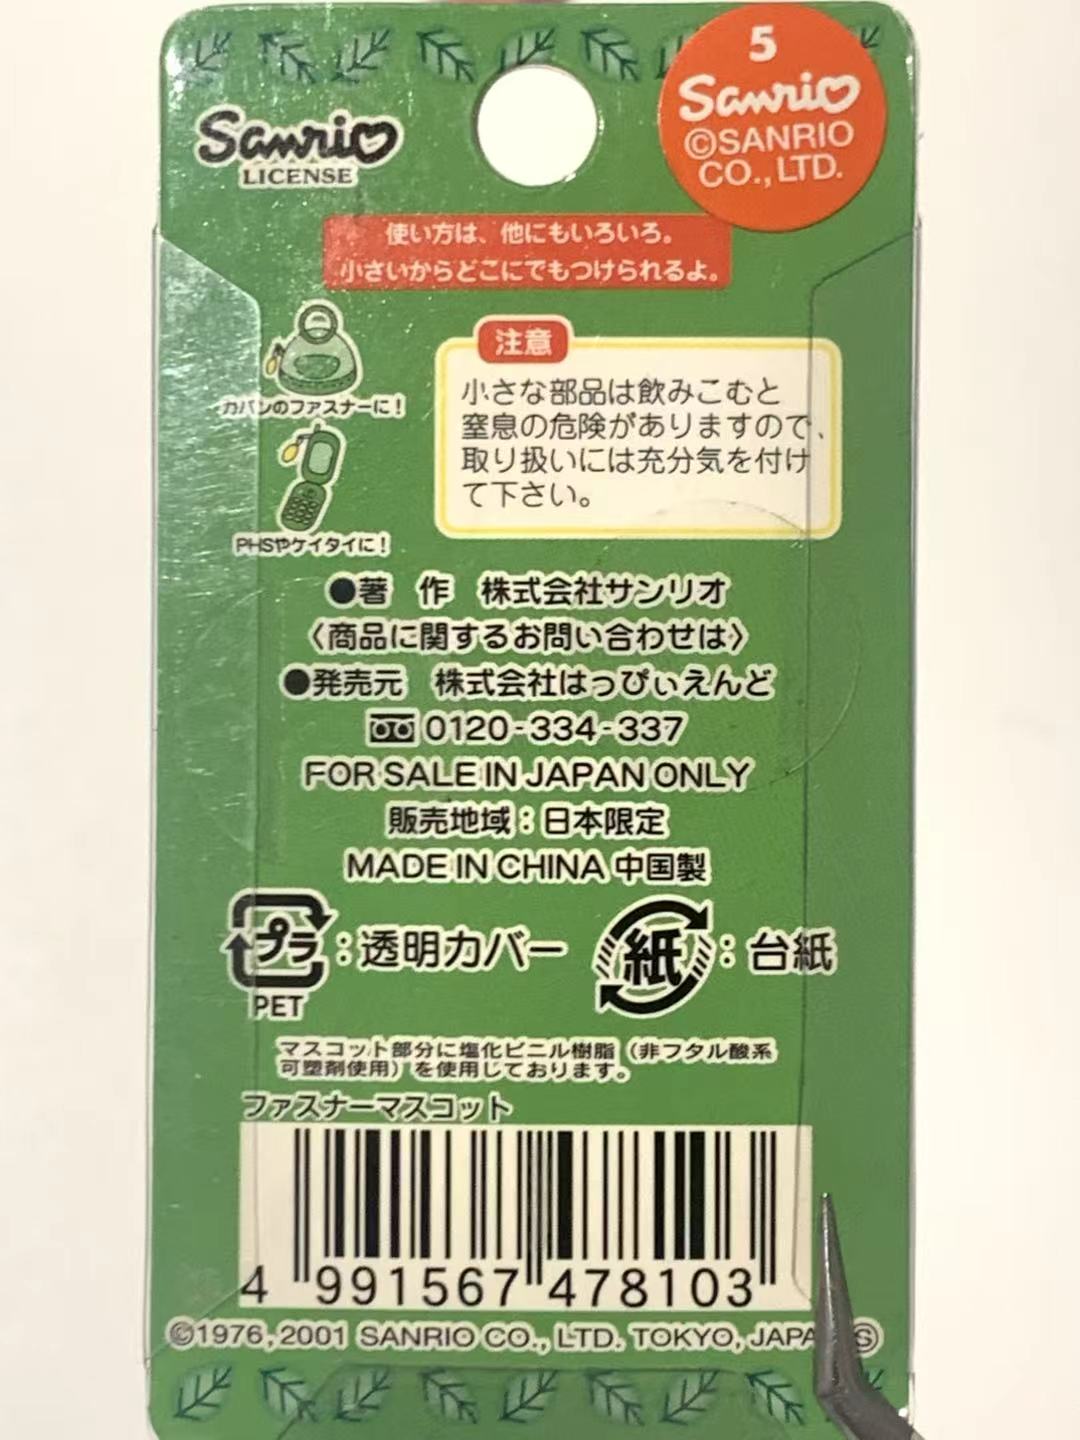 5
Sanrio
©SANRIO
CO., LTD.
Sanrio
LICENSE
使い方は、他にもいろいろ。
小さいからどこにでもつけられるよ。
カバンのファスナーに!
PHSやケイタイに!
注意
小さな部品は飲みこむと
窒息の危険がありますので、
取り扱いには充分気を付け
て下さい。
●著 作 株式会社サンリオ
〈商品に関するお問い合わせは〉
●発売元 株式会社はっぴぃえんど
0120-334-337
FOR SALE IN JAPAN ONLY
販売地域:日本限定
MADE IN CHINA 中国製
プラ:透明カバー
PET
紙:台紙
マスコット部分に塩化ビニル樹脂(非フタル酸系
可塑剤使用)を使用しております。
ファスナーマスコット
4 991567 478103
©1976, 2001 SANRIO CO., LTD. TOKYO, Ⓢ